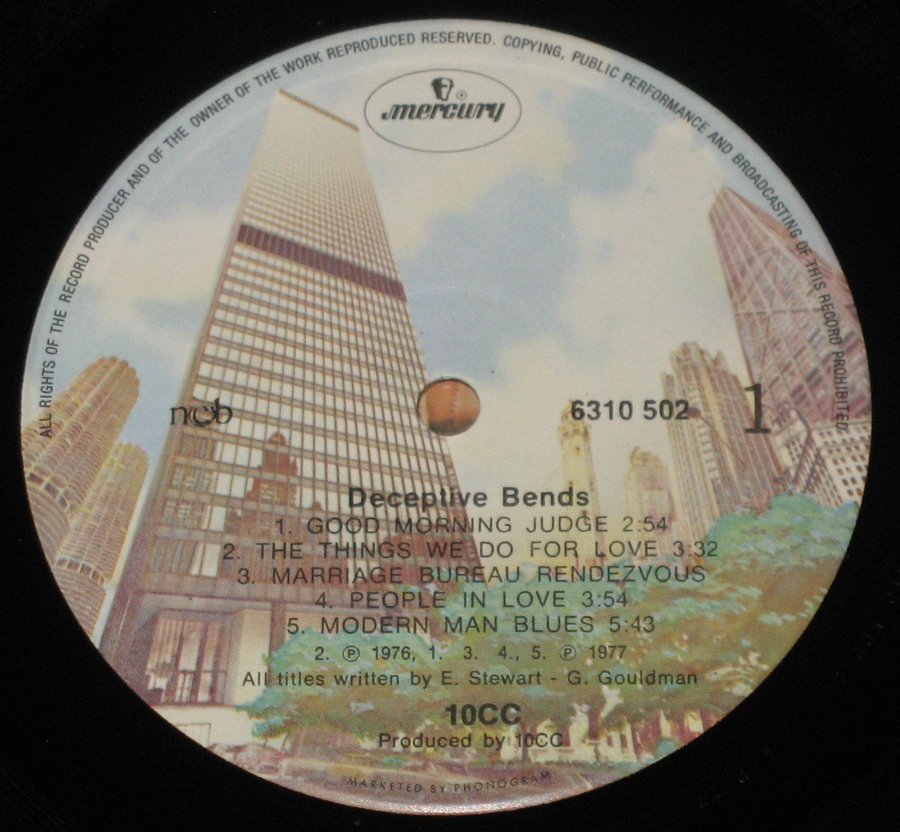 ALL RIGHTS OF THE RECORD PRODUCER AND OF THE OWNER OF THE WORK REPRODUCED RESERVED. COPYING, PUBLIC PERFORMANCE AND BROADCASTING OF THIS RECORD PROHIBITED
mercury ®
ncb
6310 502 1
Deceptive Bends
1. GOOD MORNING JUDGE 2:54
2. THE THINGS WE DO FOR LOVE 3:32
3. MARRIAGE BUREAU RENDEZVOUS
4. PEOPLE IN LOVE 3:54
5. MODERN MAN BLUES 5:43
2. ℗ 1976, 1. 3. 4., 5. ℗ 1977
All titles written by E. Stewart - G. Gouldman
10CC
Produced by 10CC
MARKETED BY PHONOGRAM